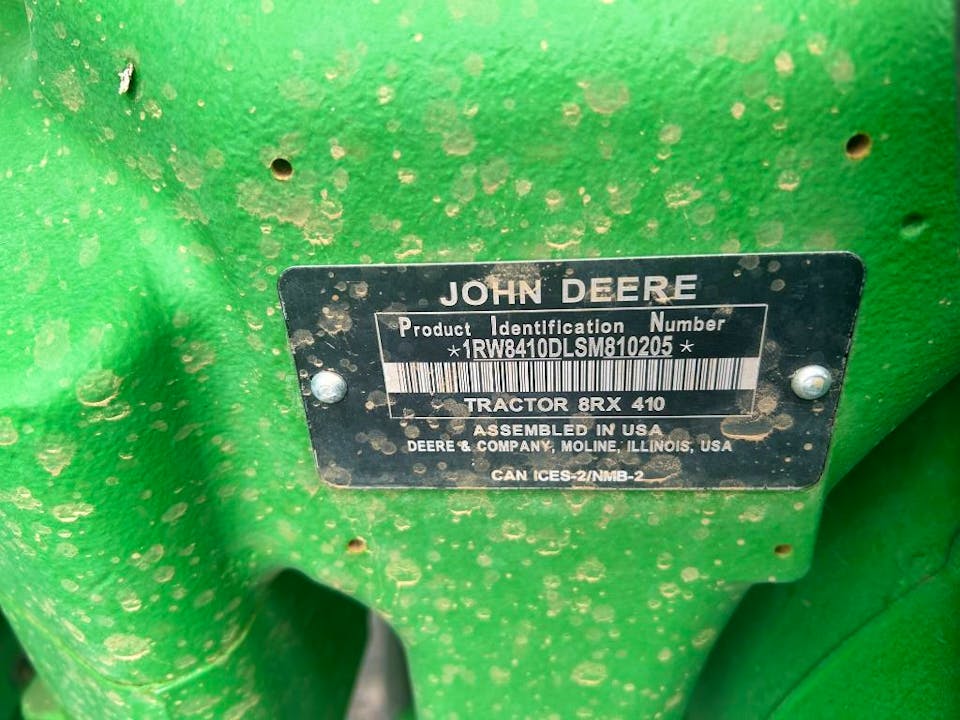 JOHN DEERE
Product Identification Number
*1RW8410DLSM810205*
TRACTOR 8RX 410
ASSEMBLED IN USA
DEERE & COMPANY, MOLINE, ILLINOIS, USA
CAN ICES-2/NMB-2